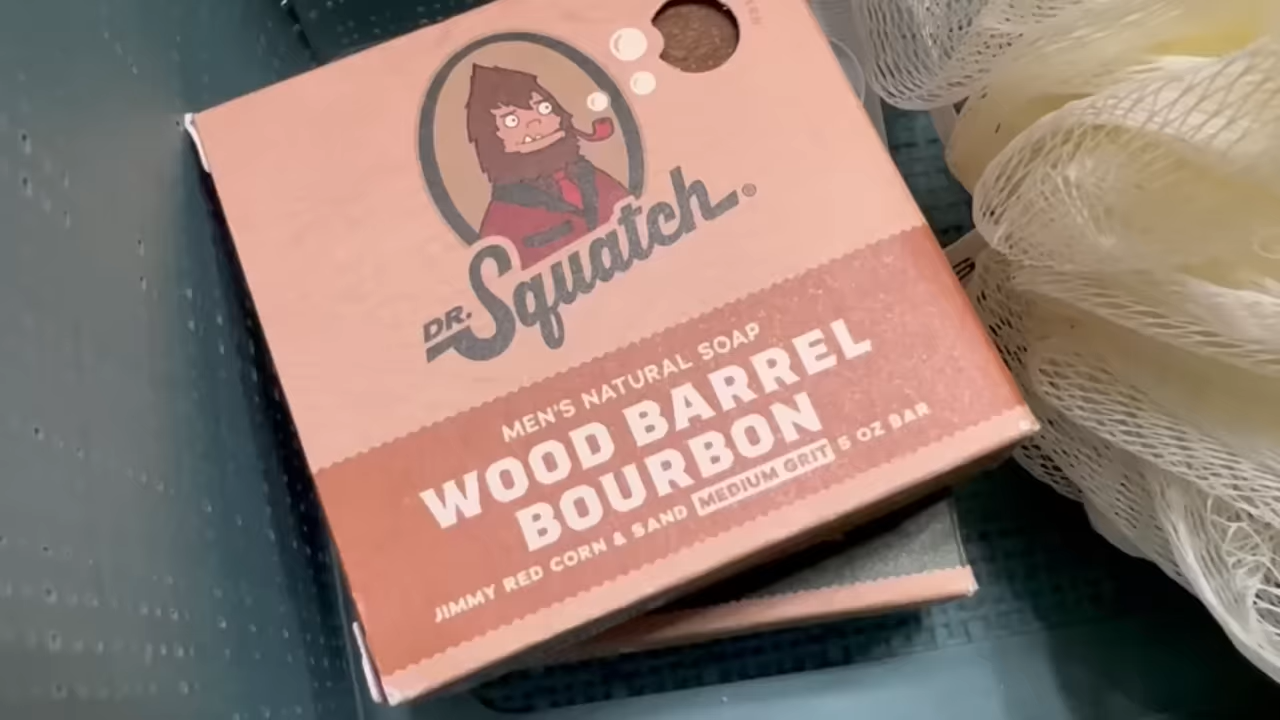 DR. Squatch®
MEN'S NATURAL SOAP
WOOD BARREL
BOURBON
JIMMY RED CORN & SAND MEDIUM GRIT 5 OZ BAR